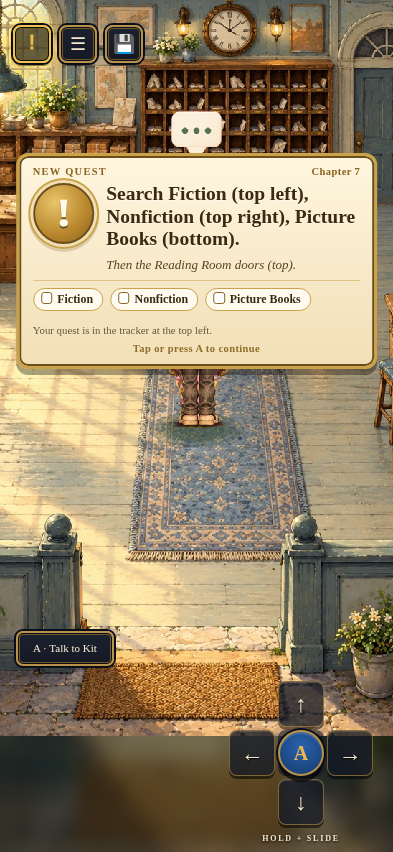 !
☰
💾
NEW QUEST
Chapter 7
!
Search Fiction (top left),
Nonfiction (top right), Picture
Books (bottom).
Then the Reading Room doors (top).
Fiction
Nonfiction
Picture Books
Your quest is in the tracker at the top left.
Tap or press A to continue
A · Talk to Kit
↑
←
A
→
↓
HOLD + SLIDE